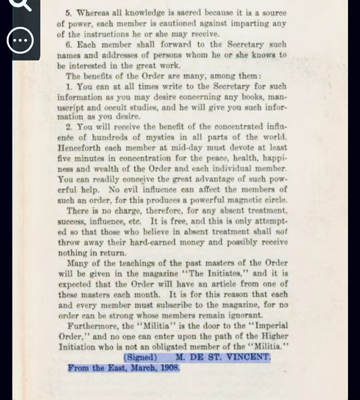 5. Whereas all knowledge is sacred because it is a source
of power, each member is cautioned against imparting any
of the instructions he or she may receive.
6. Each member shall forward to the Secretary such
names and addresses of persons whom he or she knows to
be interested in the great work.
The benefits of the Order are many, among them:
1. You can at all times write to the Secretary for such
information as you may desire concerning any books, man-
uscript and occult studies, and he will give you such infor-
mation as you desire.
2. You will receive the benefit of the concentrated influ-
ence of hundreds of mystics in all parts of the world.
Henceforth each member at mid-day must devote at least
five minutes in concentration for the peace, health, happi-
ness and wealth of the Order and each individual member.
You can readily conceive the great advantage of such pow-
erful help. No evil influence can affect the members of
such an order, for this produces a powerful magnetic circle.
There is no charge, therefore, for any absent treatment,
success, influence, etc. It is free, and this is only attempt-
ed so that those who believe in absent treatment shall not
throw away their hard-earned money and possibly receive
nothing in return.
Many of the teachings of the past masters of the Order
will be given in the magazine "The Initiates," and it is
expected that the Order will have an article from one of
these masters each month. It is for this reason that each
and every member must subscribe to the magazine, for no
order can be strong whose members remain ignorant.
Furthermore, the "Militia" is the door to the "Imperial
Order," and no one can enter upon the path of the Higher
Initiation who is not an obligated member of the "Militia."
(Signed) M. DE ST. VINCENT.
From the East, March, 1908.